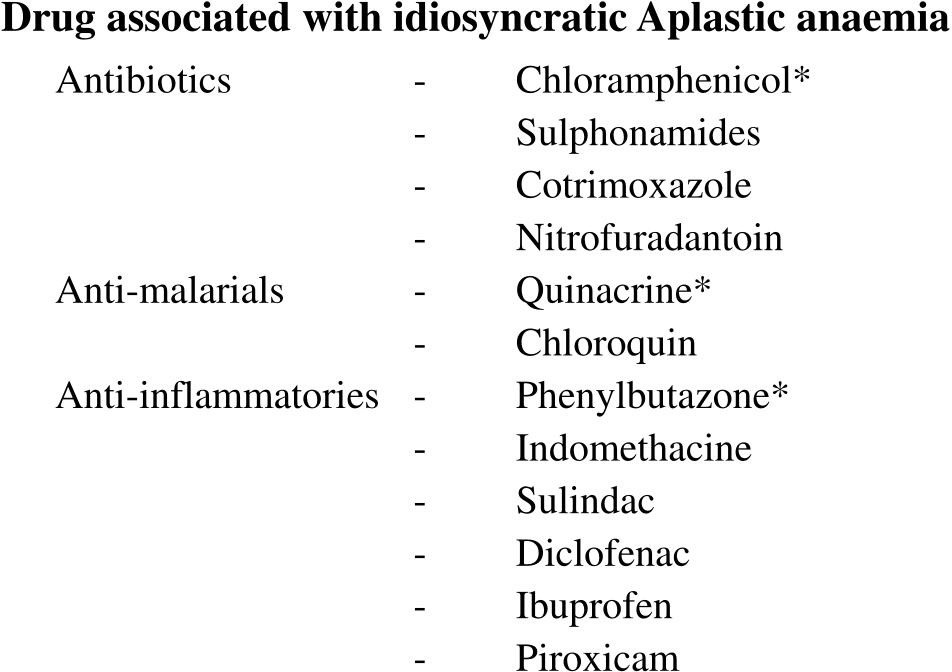 Drug associated with idiosyncratic Aplastic anaemia
Antibiotics - Chloramphenicol*
- Sulphonamides
- Cotrimoxazole
- Nitrofuradantoin
Anti-malarials - Quinacrine*
- Chloroquin
Anti-inflammatories - Phenylbutazone*
- Indomethacine
- Sulindac
- Diclofenac
- Ibuprofen
- Piroxicam